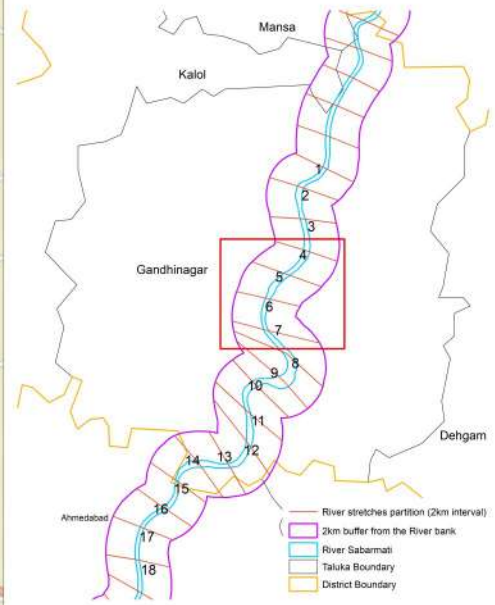 Mansa
Kalol
1
2
3
4
Gandhinagar
5
6
7
8
9
10
11
Dehgam
12
13
14
15
16
Ahmedabad
17
18
River stretches partition (2km interval)
2km buffer from the River bank
River Sabarmati
Taluka Boundary
District Boundary